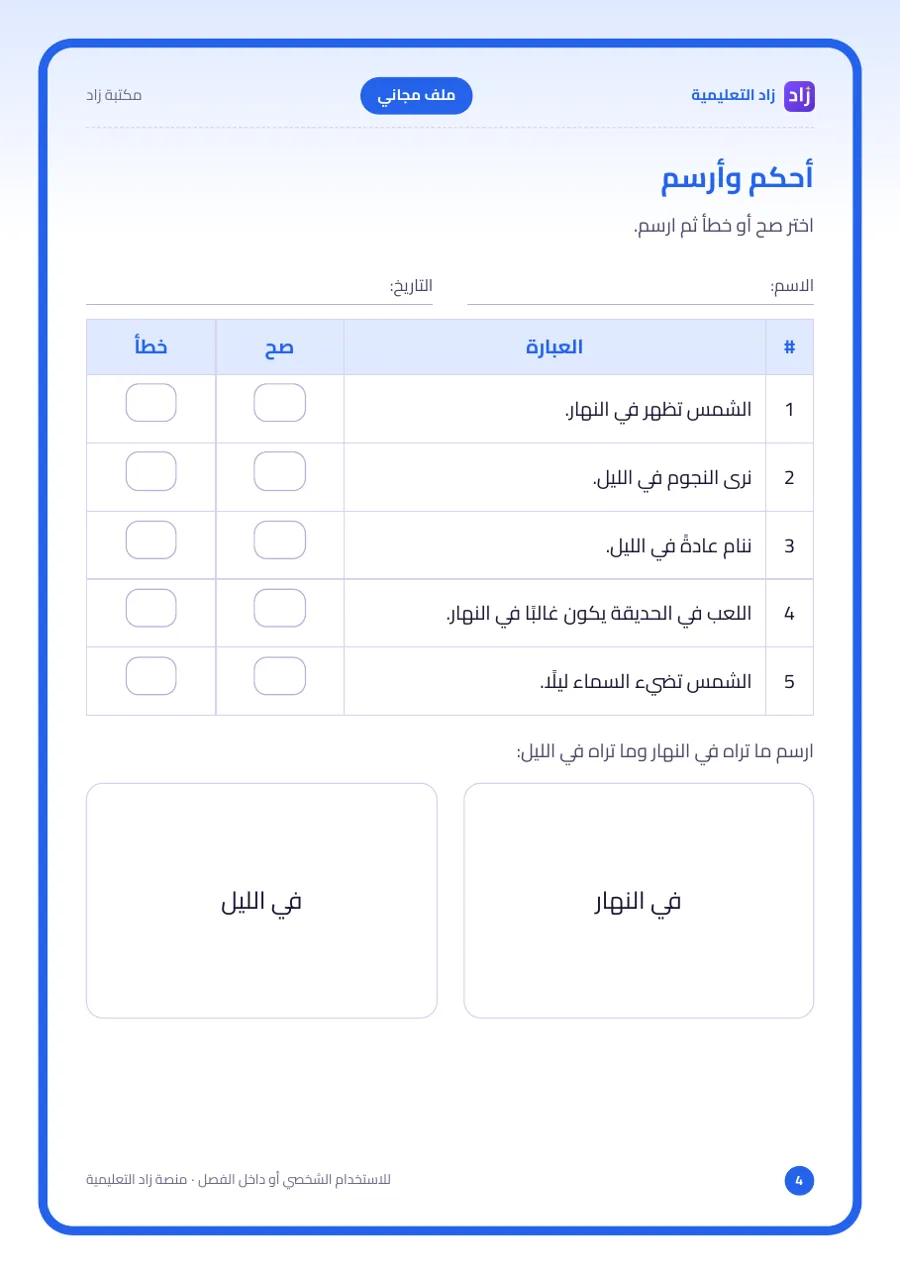 زاد زاد التعليمية
ملف مجاني
مكتبة زاد
أحكم وأرسم
اختر صح أو خطأ ثم ارسم.
الاسم: التاريخ:
# العبارة صح خطأ
1 الشمس تظهر في النهار.
2 نرى النجوم في الليل.
3 ننام عادةً في الليل.
4 اللعب في الحديقة يكون غالبًا في النهار.
5 الشمس تضيء السماء ليلًا.
ارسم ما تراه في النهار وما تراه في الليل:
في النهار
في الليل
4
للاستخدام الشخصي أو داخل الفصل · منصة زاد التعليمية